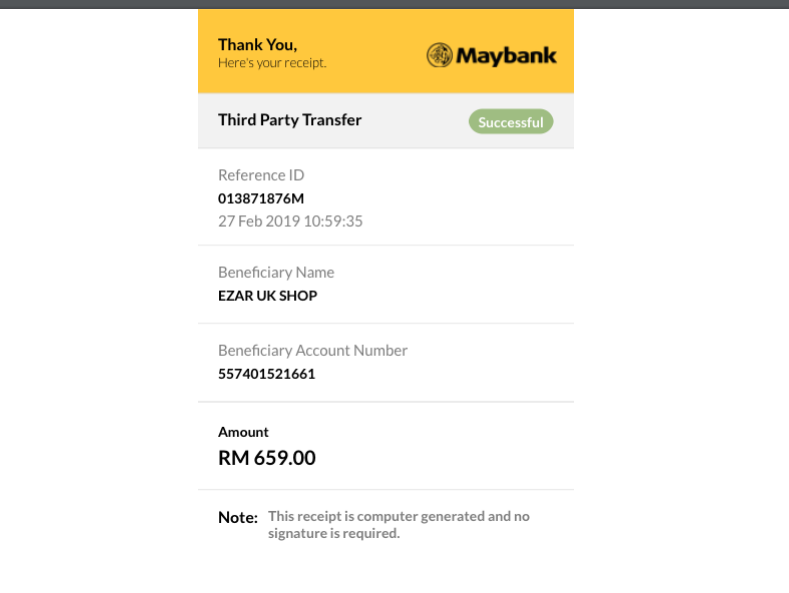 Thank You,
Here's your receipt.
Maybank
Third Party Transfer
Successful
Reference ID
013871876M
27 Feb 2019 10:59:35
Beneficiary Name
EZAR UK SHOP
Beneficiary Account Number
557401521661
Amount
RM 659.00
Note: This receipt is computer generated and no
signature is required.